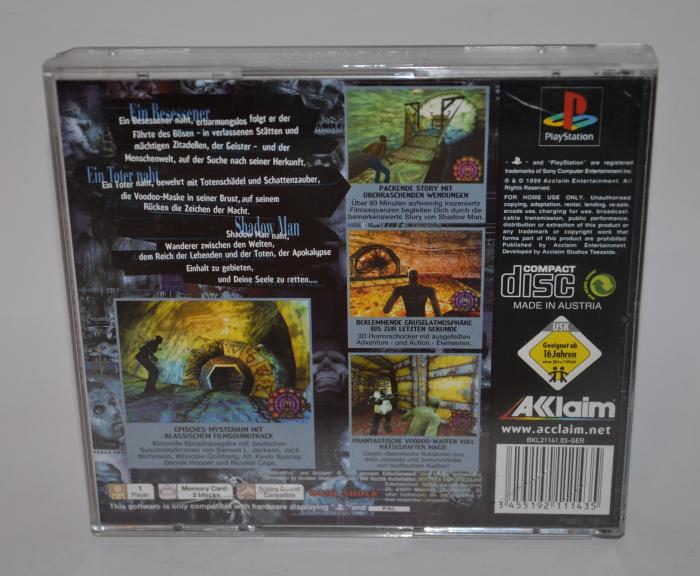 Ein Besessener
Ein Besessener naht, erbarmungslos folgt er der
Fährte des Bösen - in verlassenen Stätten und
mächtigen Zitadellen, der Geister - und der
Menschenwelt, auf der Suche nach seiner Herkunft.
Ein Toter naht
Ein Toter naht, bewehrt mit Totenschädel und Schattenzauber,
die Voodoo-Maske in seiner Brust, auf seinem
Rücken die Zeichen der Macht.
Shadow Man
Shadow Man naht,
Wanderer zwischen den Welten,
dem Reich der Lebenden und der Toten, der Apokalypse
Einhalt zu gebieten,
und Deine Seele zu retten....
EPISCHES MYSTERIUM MIT
KLASSISCHEM FILMSOUNDTRACK
Kinoreife Sprachausgabe mit deutschen
Synchronstimmen von Samuel L. Jackson, Jack
Nicholson, Whoopie Goldberg, Alf, Kevin Spacey,
Dennis Hopper und Nicolas Cage.
PACKENDE STORY MIT
ÜBERRASCHENDEN WENDUNGEN
Über 60 Minuten aufwendig inszenierte
Filmsequenzen begleiten Dich durch die
bemerkenswerte Story von Shadow Man.
BEKLEMMENDE GRUSELATMOSPHÄRE
BIS ZUR LETZTEN SEKUNDE
3D Horrorschocker mit ausgefeilten
Adventure - und Action - Elementen.
PHANTASTISCHE VOODOO-WAFFEN VOLL
RÄTSELHAFTER MAGIE
Gegen diabolische Kreaturen aus
dem Jenseits und Serienmörder
von teuflischem Kaliber!
PlayStation
- and "PlayStation" are registered
trademarks of Sony Computer Entertainment Inc.
® & © 1999 Acclaim Entertainment. All
Rights Reserved.
FOR HOME USE ONLY. Unauthorised
copying, adaptation, rental, lending, re-sale,
arcade use, charging for use, broadcast,
cable transmission, public performance,
distribution or extraction of this product or
any trademark or copyright work that
forms part of this product are prohibited.
Published by Acclaim Entertainment.
Developed by Acclaim Studios Teesside.
COMPACT
disc
MADE IN AUSTRIA
USK
Geeignet ab
16 Jahren
AKKlaim
www.acclaim.net
BKL21141.03-GER
3 455192 111435
1
Player
Memory Card
3 blocks
Analog Control
Compatible
This software is only compatible with hardware displaying
and
PAL